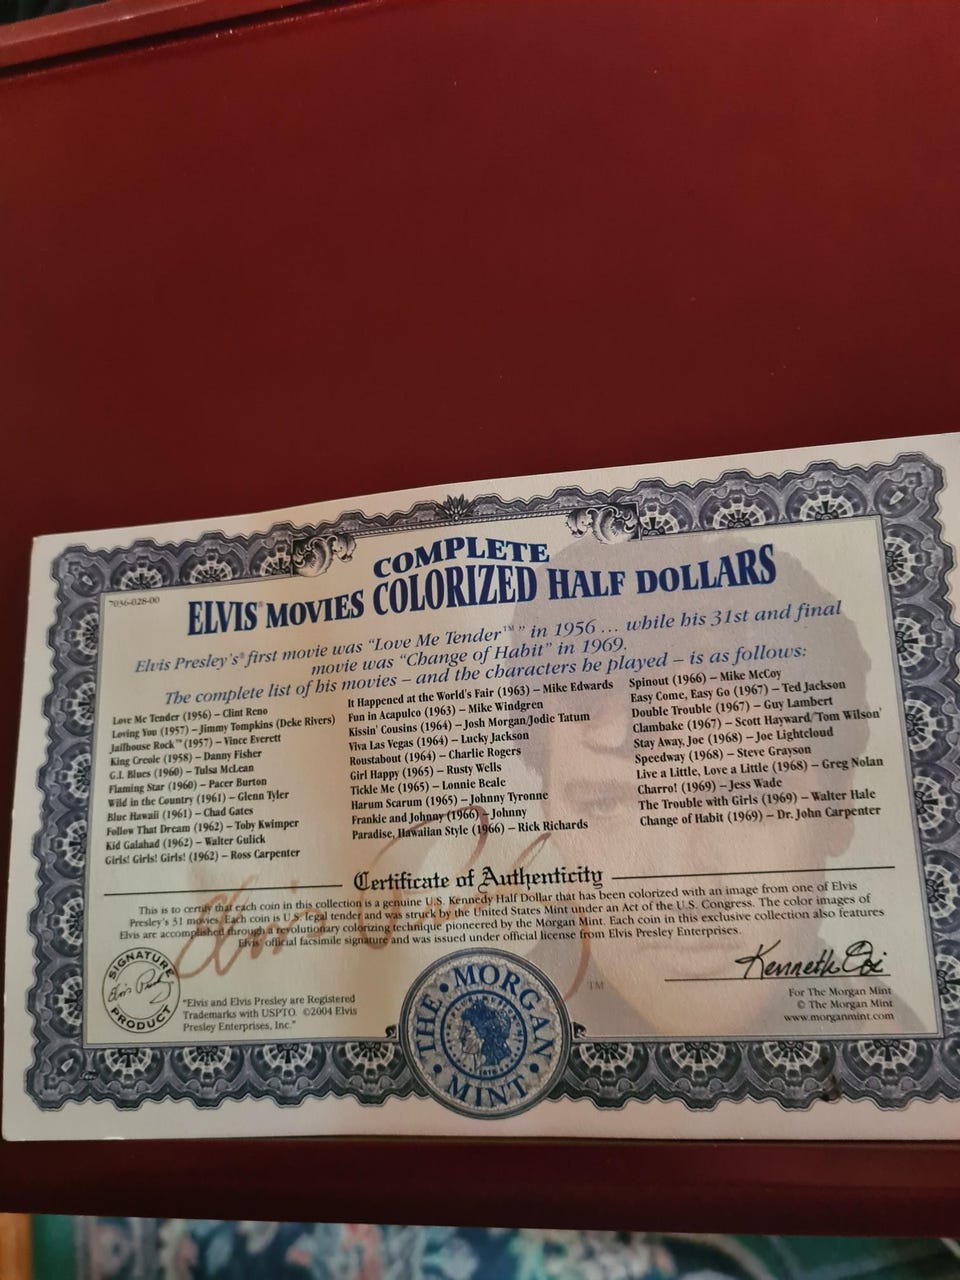 7036-028-00
COMPLETE
ELVIS® MOVIES COLORIZED HALF DOLLARS
Elvis Presley's® first movie was "Love Me Tender™" in 1956 ... while his 31st and final
movie was "Change of Habit" in 1969.
The complete list of his movies – and the characters he played – is as follows:
Love Me Tender (1956) – Clint Reno
Loving You (1957) – Jimmy Tompkins (Deke Rivers)
Jailhouse Rock™ (1957) – Vince Everett
King Creole (1958) – Danny Fisher
G.I. Blues (1960) – Tulsa McLean
Flaming Star (1960) – Pacer Burton
Wild in the Country (1961) – Glenn Tyler
Blue Hawaii (1961) – Chad Gates
Follow That Dream (1962) – Toby Kwimper
Kid Galahad (1962) – Walter Gulick
Girls! Girls! Girls! (1962) – Ross Carpenter
It Happened at the World's Fair (1963) – Mike Edwards
Fun in Acapulco (1963) – Mike Windgren
Kissin' Cousins (1964) – Josh Morgan/Jodie Tatum
Viva Las Vegas (1964) – Lucky Jackson
Roustabout (1964) – Charlie Rogers
Girl Happy (1965) – Rusty Wells
Tickle Me (1965) – Lonnie Beale
Harum Scarum (1965) – Johnny Tyronne
Frankie and Johnny (1966) – Johnny
Paradise, Hawaiian Style (1966) – Rick Richards
Spinout (1966) – Mike McCoy
Easy Come, Easy Go (1967) – Ted Jackson
Double Trouble (1967) – Guy Lambert
Clambake (1967) – Scott Hayward/'Tom Wilson'
Stay Away, Joe (1968) – Joe Lightcloud
Speedway (1968) – Steve Grayson
Live a Little, Love a Little (1968) – Greg Nolan
Charro! (1969) – Jess Wade
The Trouble with Girls (1969) – Walter Hale
Change of Habit (1969) – Dr. John Carpenter
Certificate of Authenticity
This is to certify that each coin in this collection is a genuine U.S. Kennedy Half Dollar that has been colorized with an image from one of Elvis
Presley's 31 movies. Each coin is U.S. legal tender and was struck by the United States Mint under an Act of the U.S. Congress. The color images of
Elvis are accomplished through a revolutionary colorizing technique pioneered by the Morgan Mint. Each coin in this exclusive collection also features
Elvis' official facsimile signature and was issued under official license from Elvis Presley Enterprises.
Elvis Presley
TM
SIGNATURE
Elvis Presley
PRODUCT
"Elvis and Elvis Presley are Registered
Trademarks with USPTO. ©2004 Elvis
Presley Enterprises, Inc."
THE MORGAN
MINT
Kenneth
For The Morgan Mint
© The Morgan Mint
www.morganmint.com